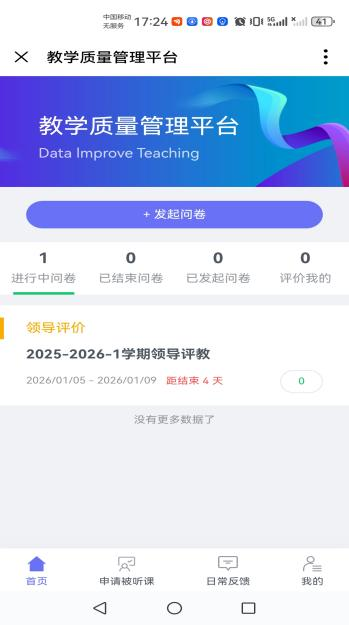 中国移动
无服务
17:24
5G
41
教学质量管理平台
教学质量管理平台
Data Improve Teaching
+ 发起问卷
1 0 0 0
进行中问卷 已结束问卷 已发起问卷 评价我的
领导评价
2025-2026-1学期领导评教
2026/01/05 - 2026/01/09 距结束 4 天 0
没有更多数据了
首页 申请被听课 日常反馈 我的